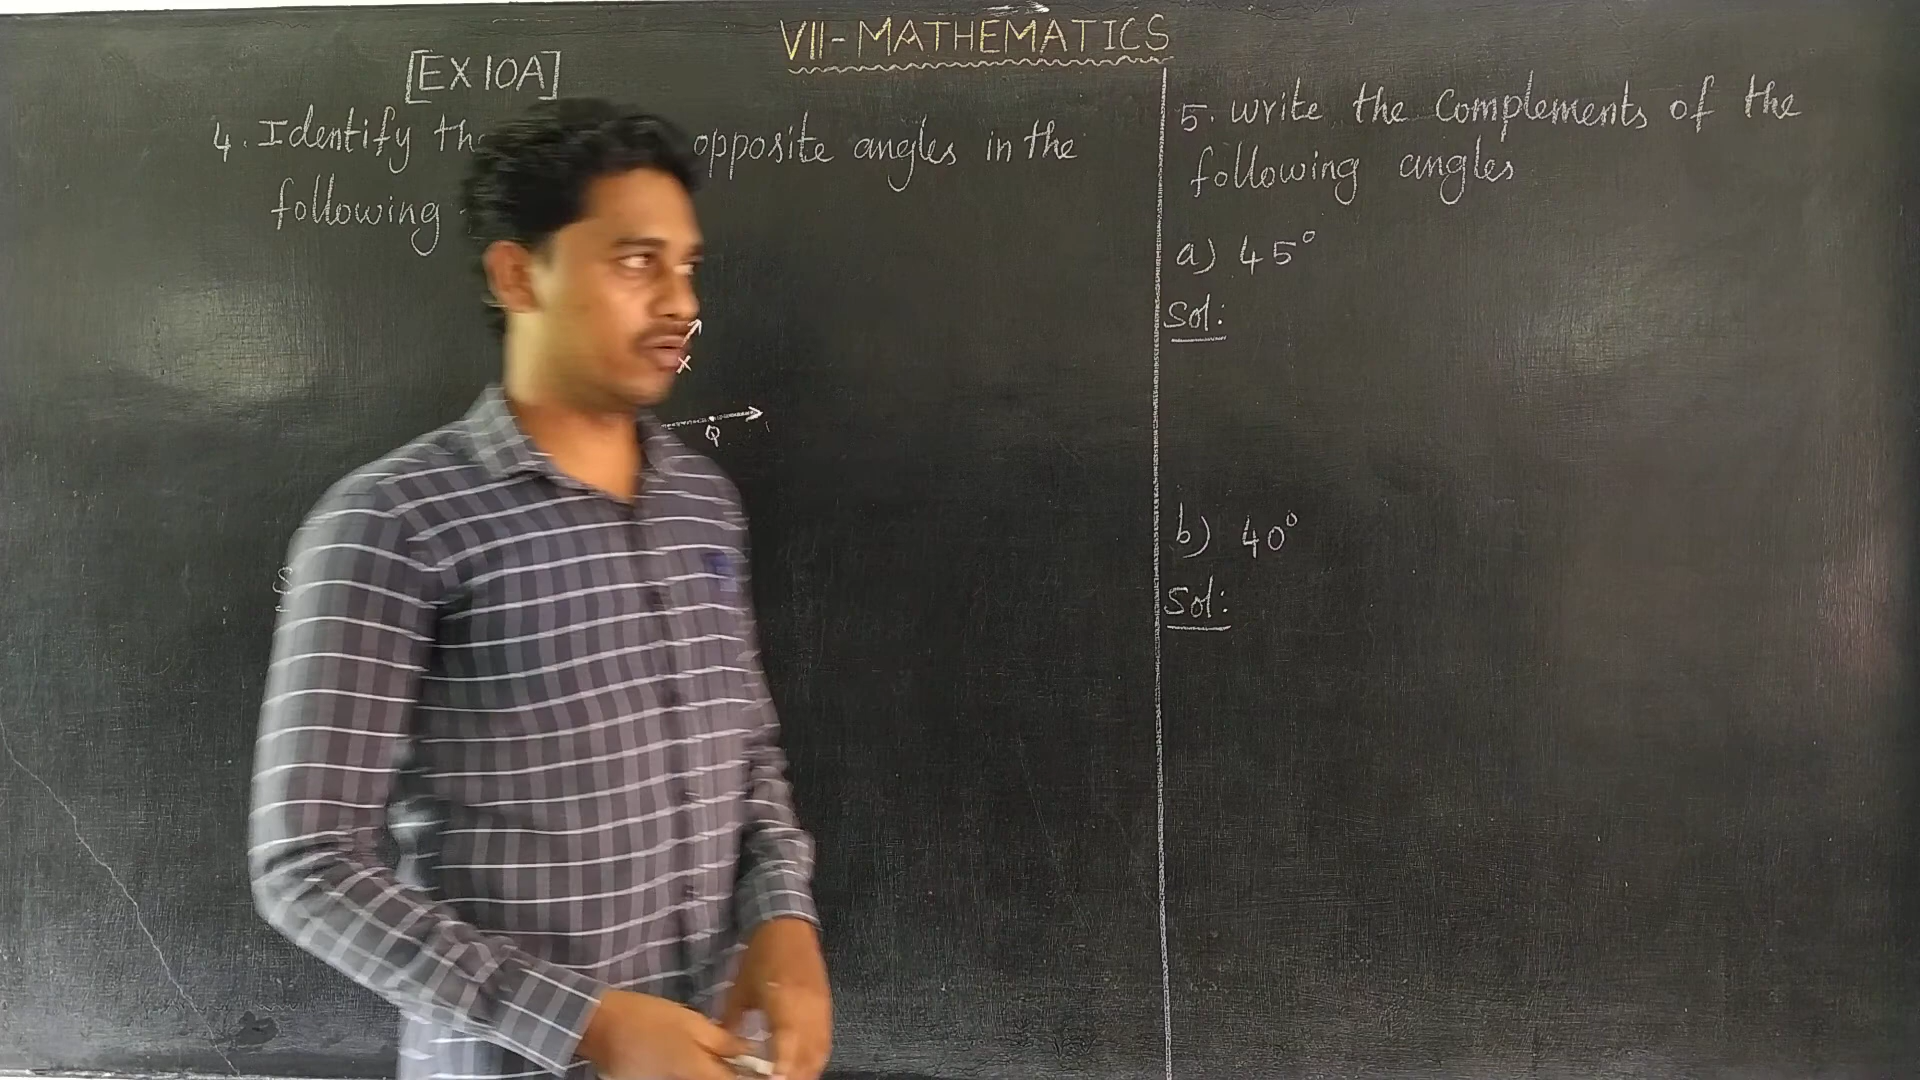 VII-MATHEMATICS
[EX 10A]
4. Identify opposite angles in the
following
X
Q
5. write the Complements of the
following angles
a) 45°
Sol:
b) 40°
Sol: